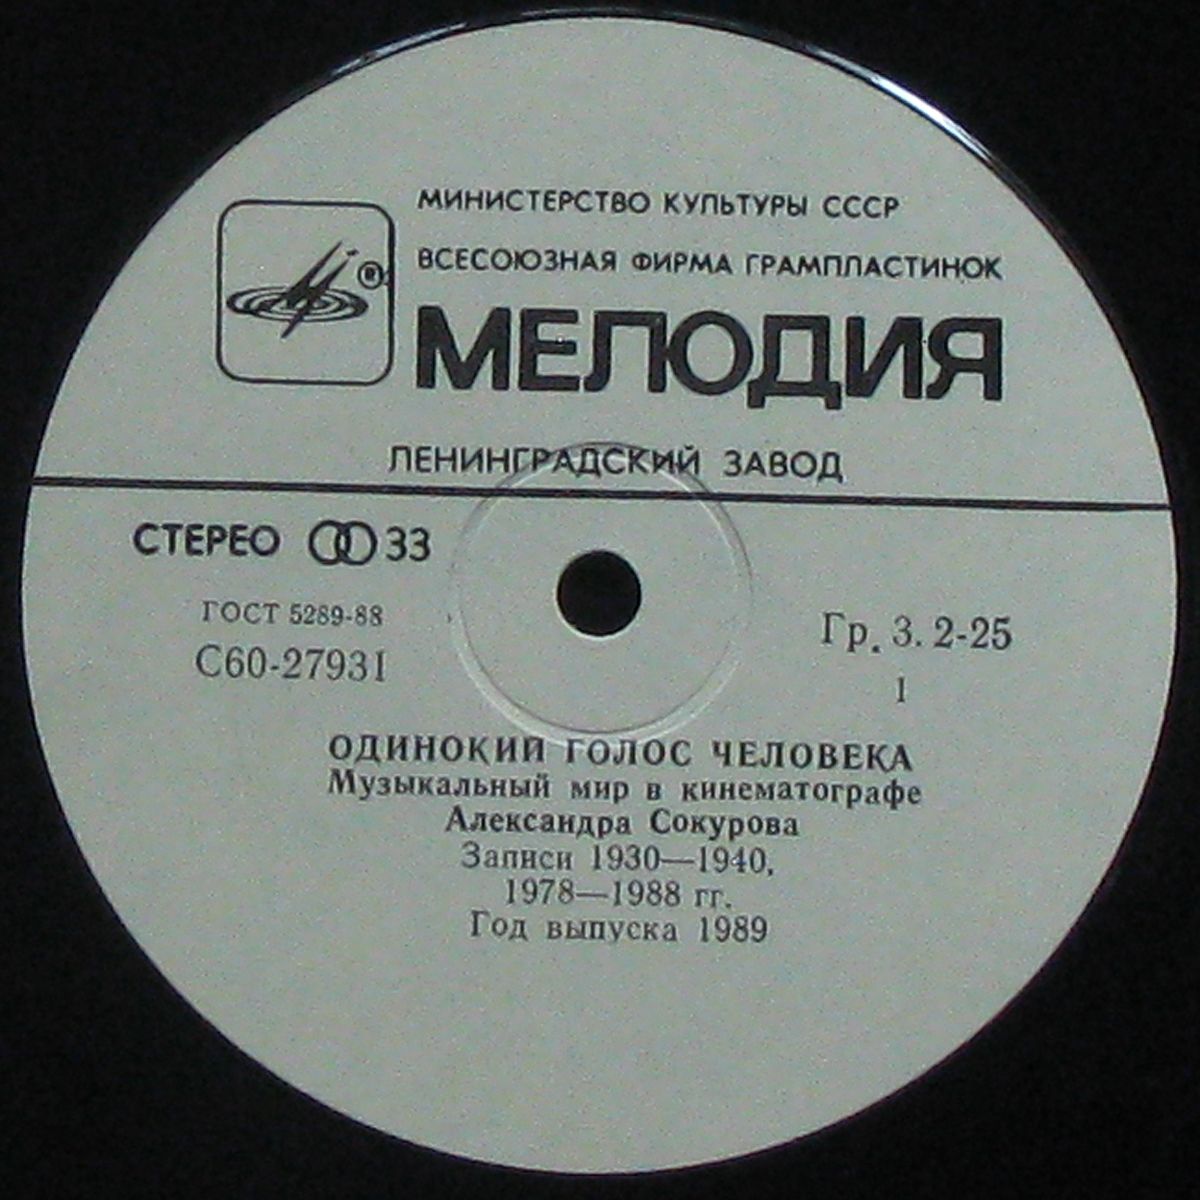 МИНИСТЕРСТВО КУЛЬТУРЫ СССР
ВСЕСОЮЗНАЯ ФИРМА ГРАМПЛАСТИНОК
®
МЕЛОДИЯ
ЛЕНИНГРАДСКИЙ ЗАВОД
СТЕРЕО 33
ГОСТ 5289-88
С60-27931
Гр. 3. 2-25
1
ОДИНОКИЙ ГОЛОС ЧЕЛОВЕКА
Музыкальный мир в кинематографе
Александра Сокурова
Записи 1930—1940,
1978—1988 гг.
Год выпуска 1989